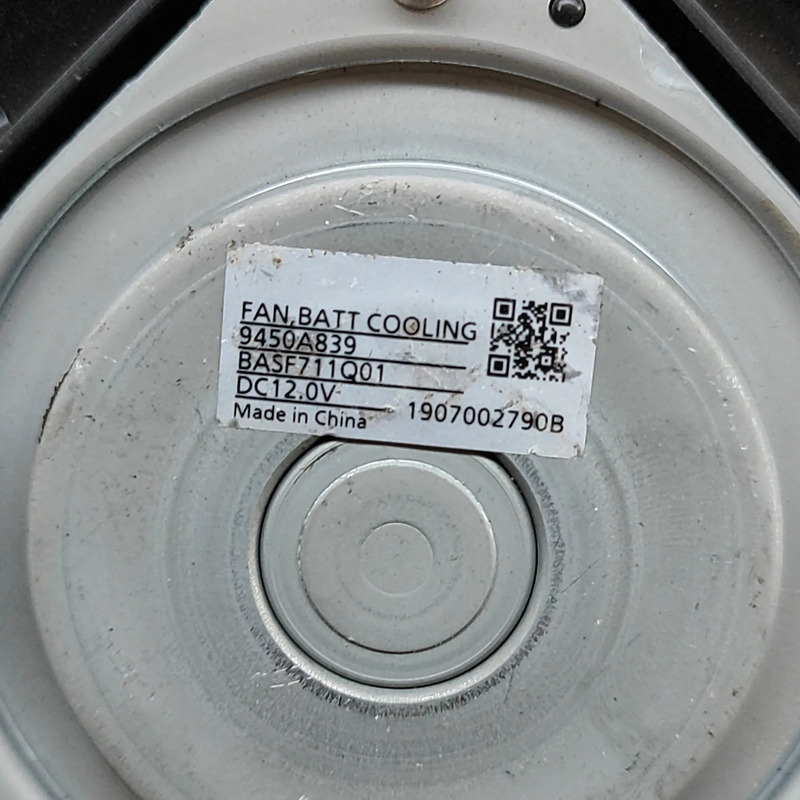 FAN,BATT COOLING
9450A839
BASF711Q01
DC12.0V
Made in China 1907002790B